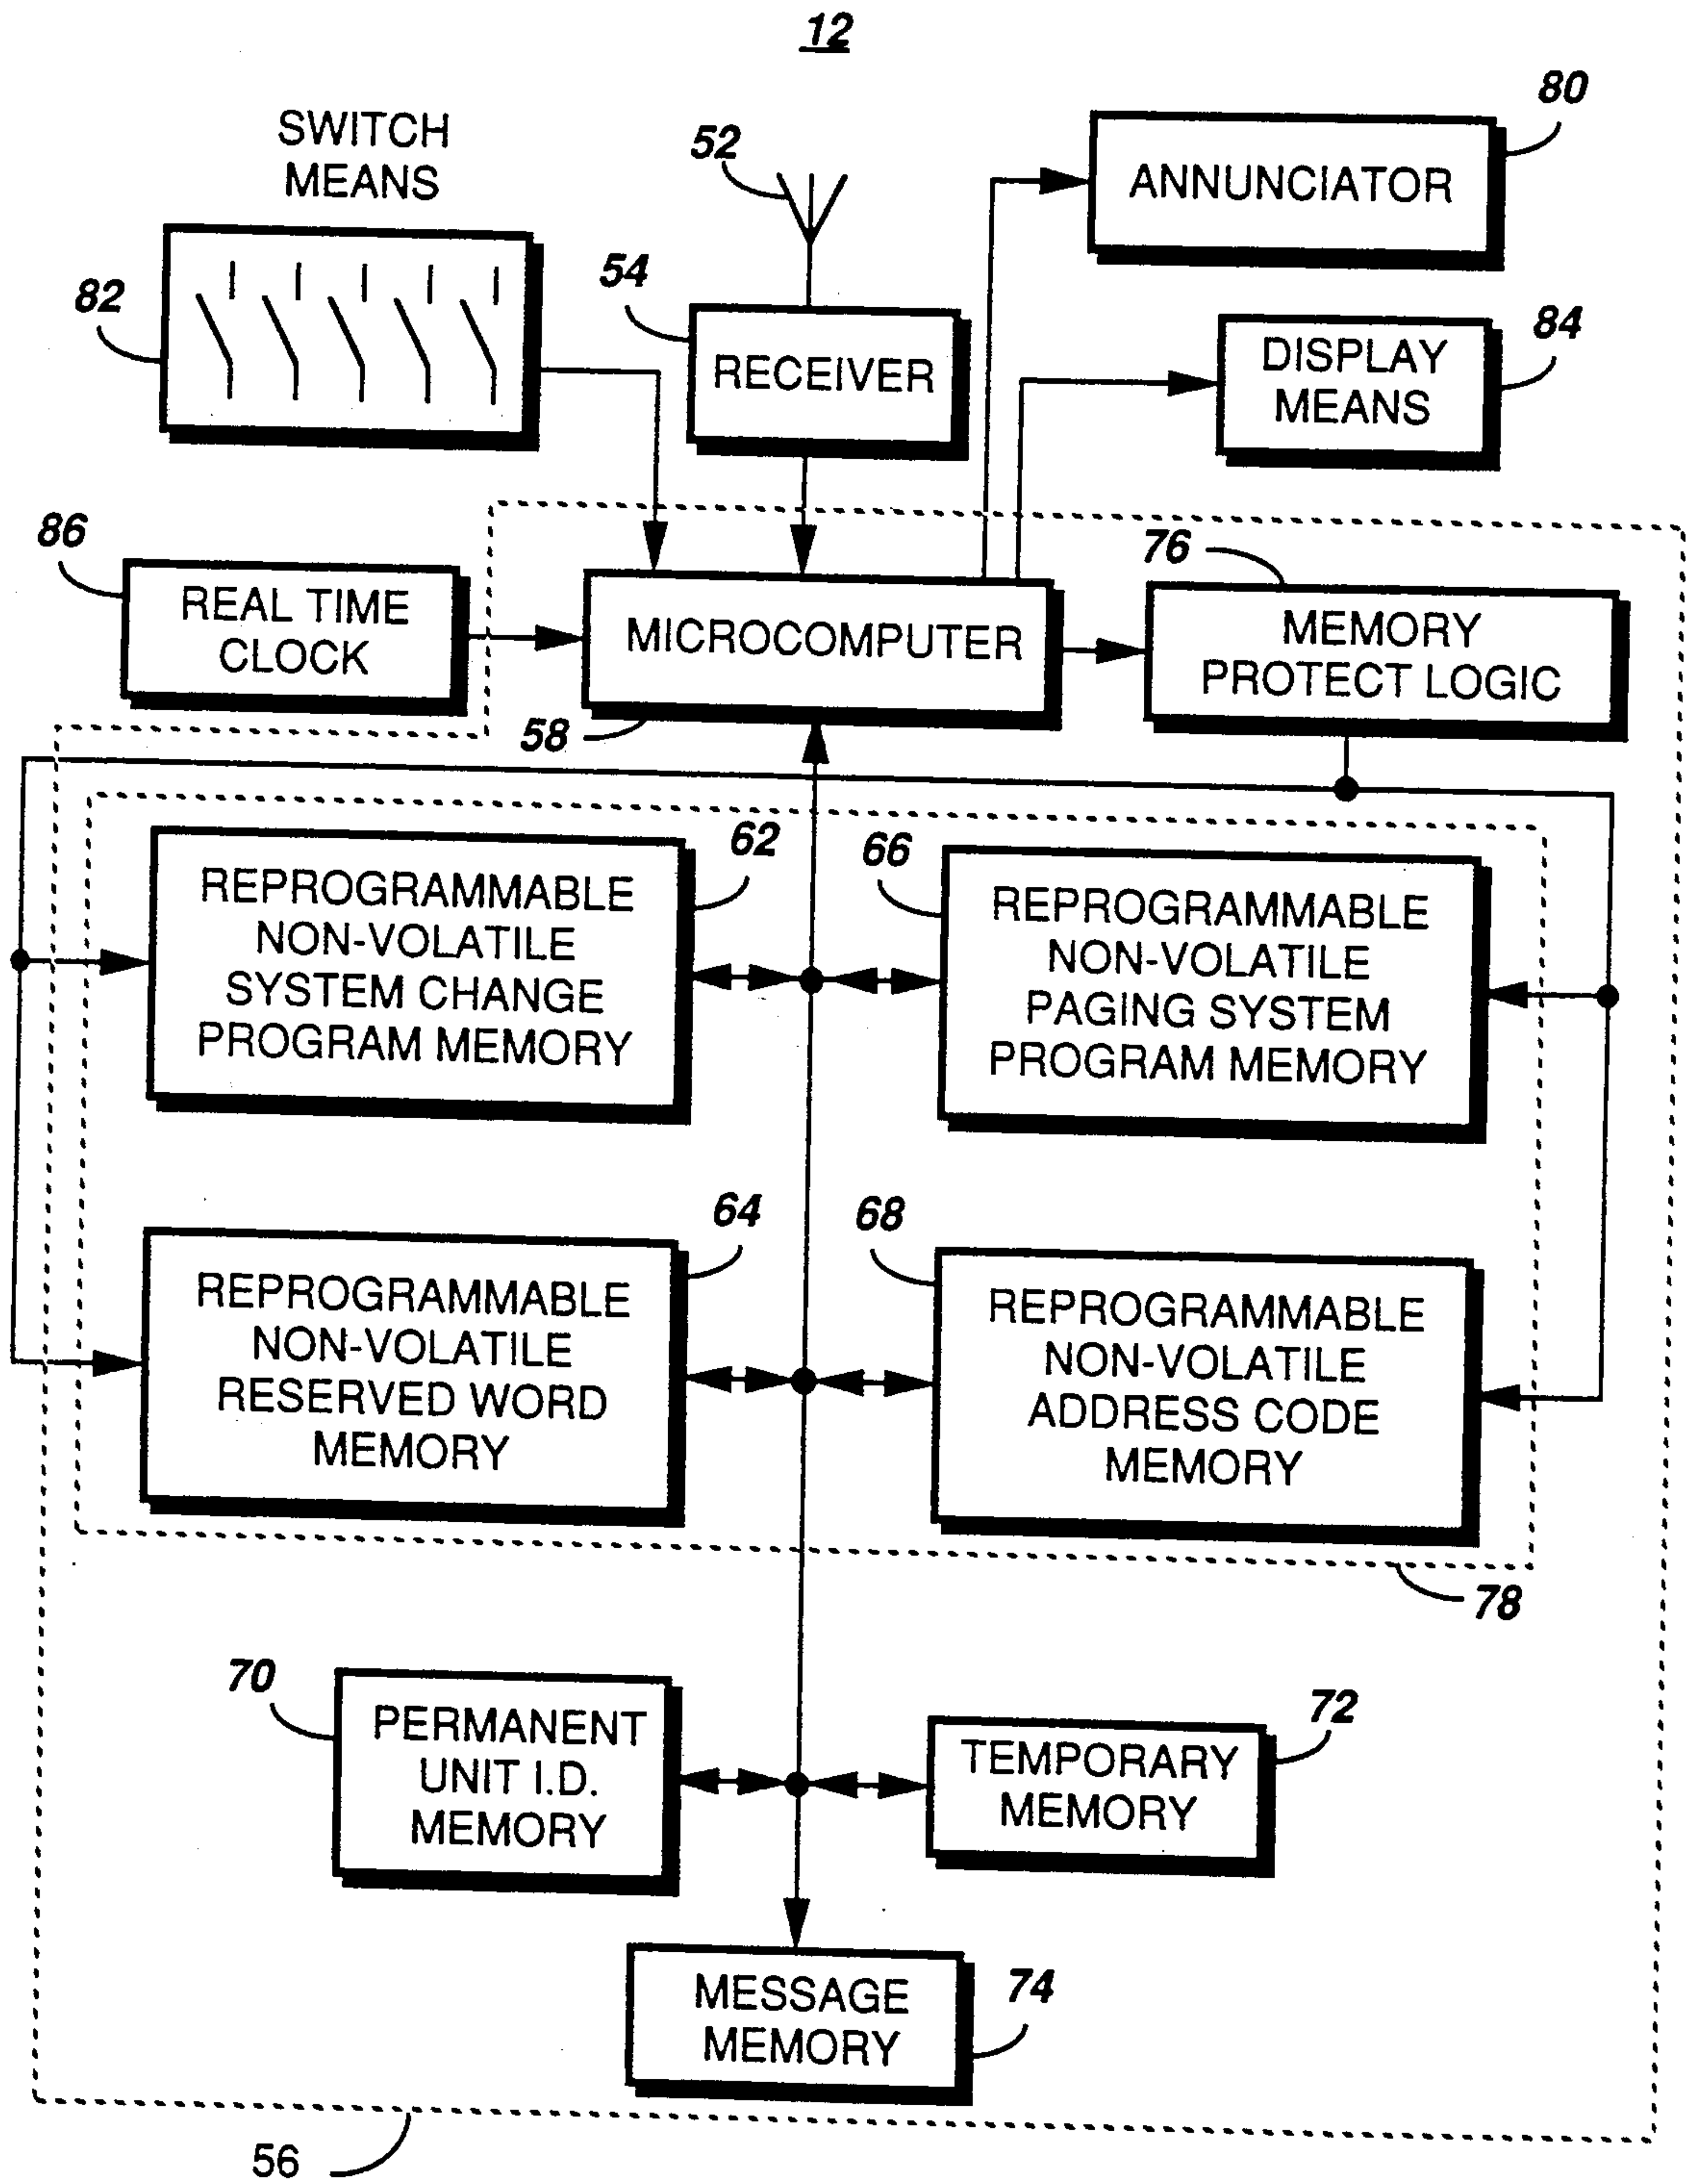 12
SWITCH
MEANS
82
52
54
RECEIVER
80
ANNUNCIATOR
84
DISPLAY
MEANS
86
REAL TIME
CLOCK
MICROCOMPUTER
58
76
MEMORY
PROTECT LOGIC
62
REPROGRAMMABLE
NON-VOLATILE
SYSTEM CHANGE
PROGRAM MEMORY
66
REPROGRAMMABLE
NON-VOLATILE
PAGING SYSTEM
PROGRAM MEMORY
64
REPROGRAMMABLE
NON-VOLATILE
RESERVED WORD
MEMORY
68
REPROGRAMMABLE
NON-VOLATILE
ADDRESS CODE
MEMORY
78
70
PERMANENT
UNIT I.D.
MEMORY
72
TEMPORARY
MEMORY
MESSAGE
MEMORY
74
56